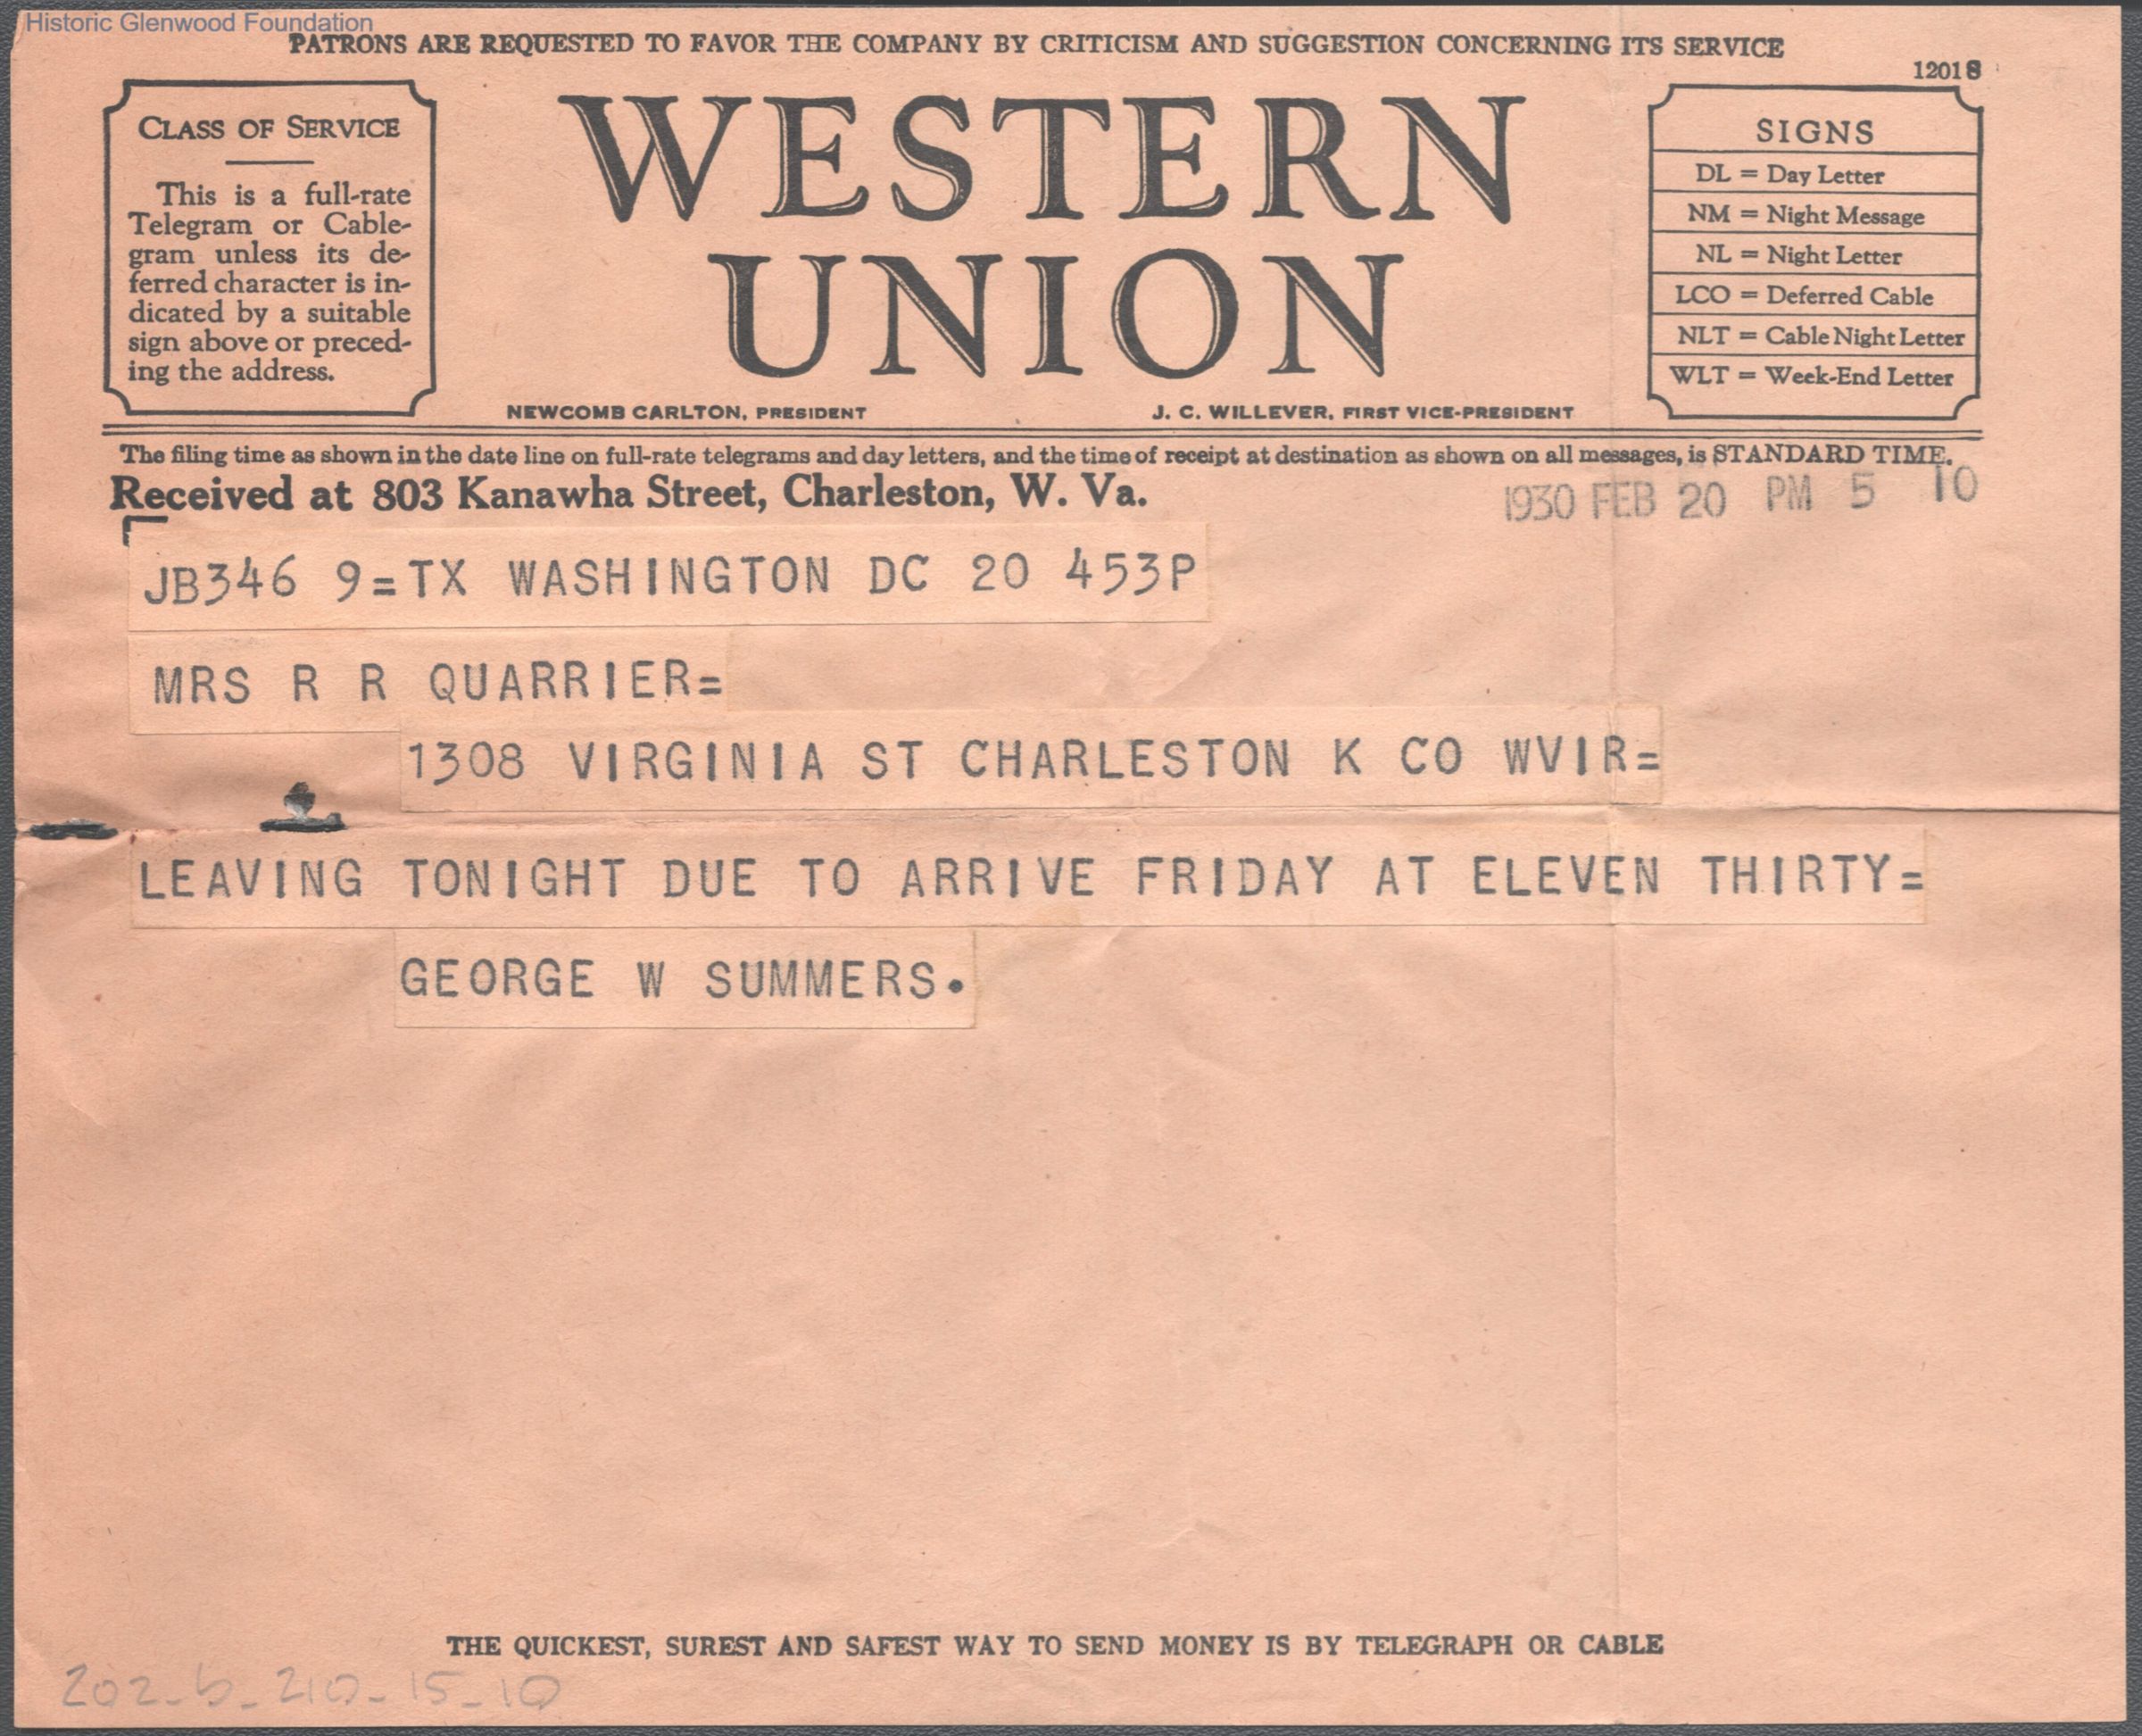 Historic Glenwood Foundation
PATRONS ARE REQUESTED TO FAVOR THE COMPANY BY CRITICISM AND SUGGESTION CONCERNING ITS SERVICE
1201S
CLASS OF SERVICE
This is a full-rate
Telegram or Cable-
gram unless its de-
ferred character is in-
dicated by a suitable
sign above or preced-
ing the address.
WESTERN
UNION
NEWCOMB CARLTON, PRESIDENT
J. C. WILLEVER, FIRST VICE-PRESIDENT
SIGNS
DL = Day Letter
NM = Night Message
NL = Night Letter
LCO = Deferred Cable
NLT = Cable Night Letter
WLT = Week-End Letter
The filing time as shown in the date line on full-rate telegrams and day letters, and the time of receipt at destination as shown on all messages, is STANDARD TIME.
Received at 803 Kanawha Street, Charleston, W. Va.
1930 FEB 20 PM 5 10
JB346 9=TX WASHINGTON DC 20 453P
MRS R R QUARRIER=
1308 VIRGINIA ST CHARLESTON K CO WVIR=
LEAVING TONIGHT DUE TO ARRIVE FRIDAY AT ELEVEN THIRTY=
GEORGE W SUMMERS.
THE QUICKEST, SUREST AND SAFEST WAY TO SEND MONEY IS BY TELEGRAPH OR CABLE
202-b-210-15-10